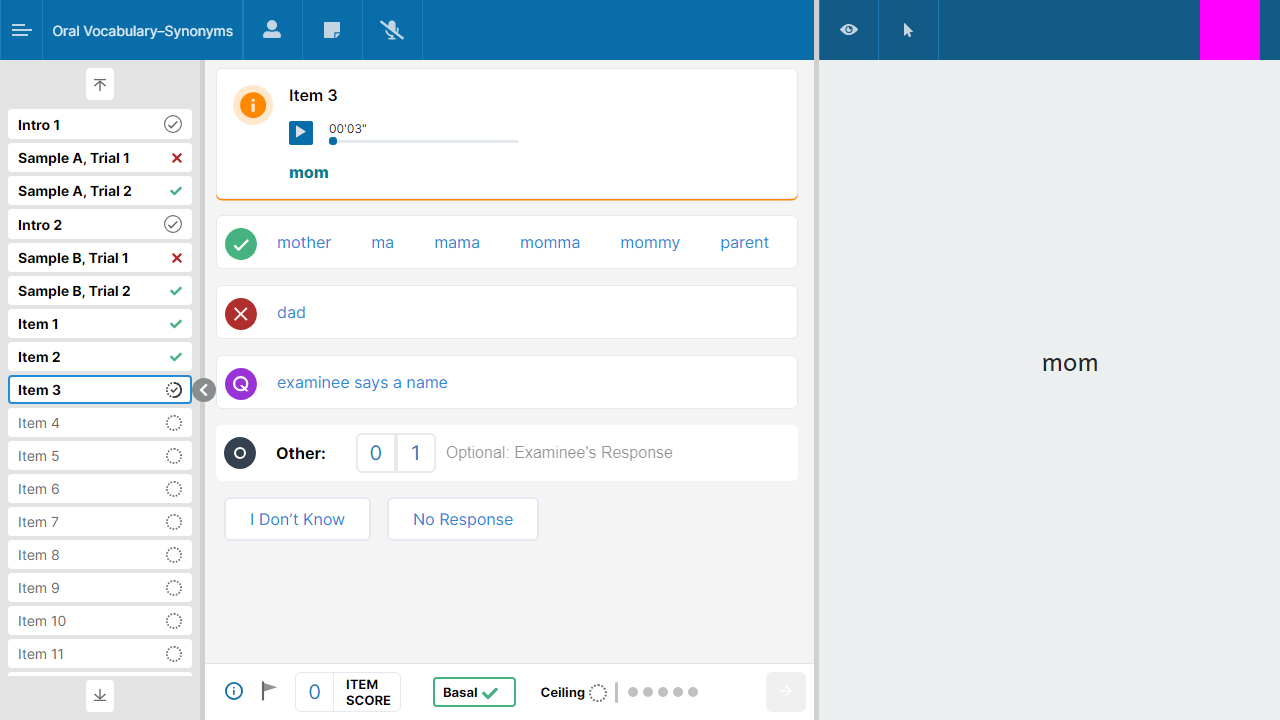 Oral Vocabulary–Synonyms
Intro 1
Sample A, Trial 1
Sample A, Trial 2
Intro 2
Sample B, Trial 1
Sample B, Trial 2
Item 1
Item 2
Item 3
Item 4
Item 5
Item 6
Item 7
Item 8
Item 9
Item 10
Item 11
Item 3
00'03"
mom
mother ma mama momma mommy parent
dad
Q examinee says a name
Other: 0 1 Optional: Examinee's Response
I Don’t Know No Response
0 ITEM SCORE Basal Ceiling
mom